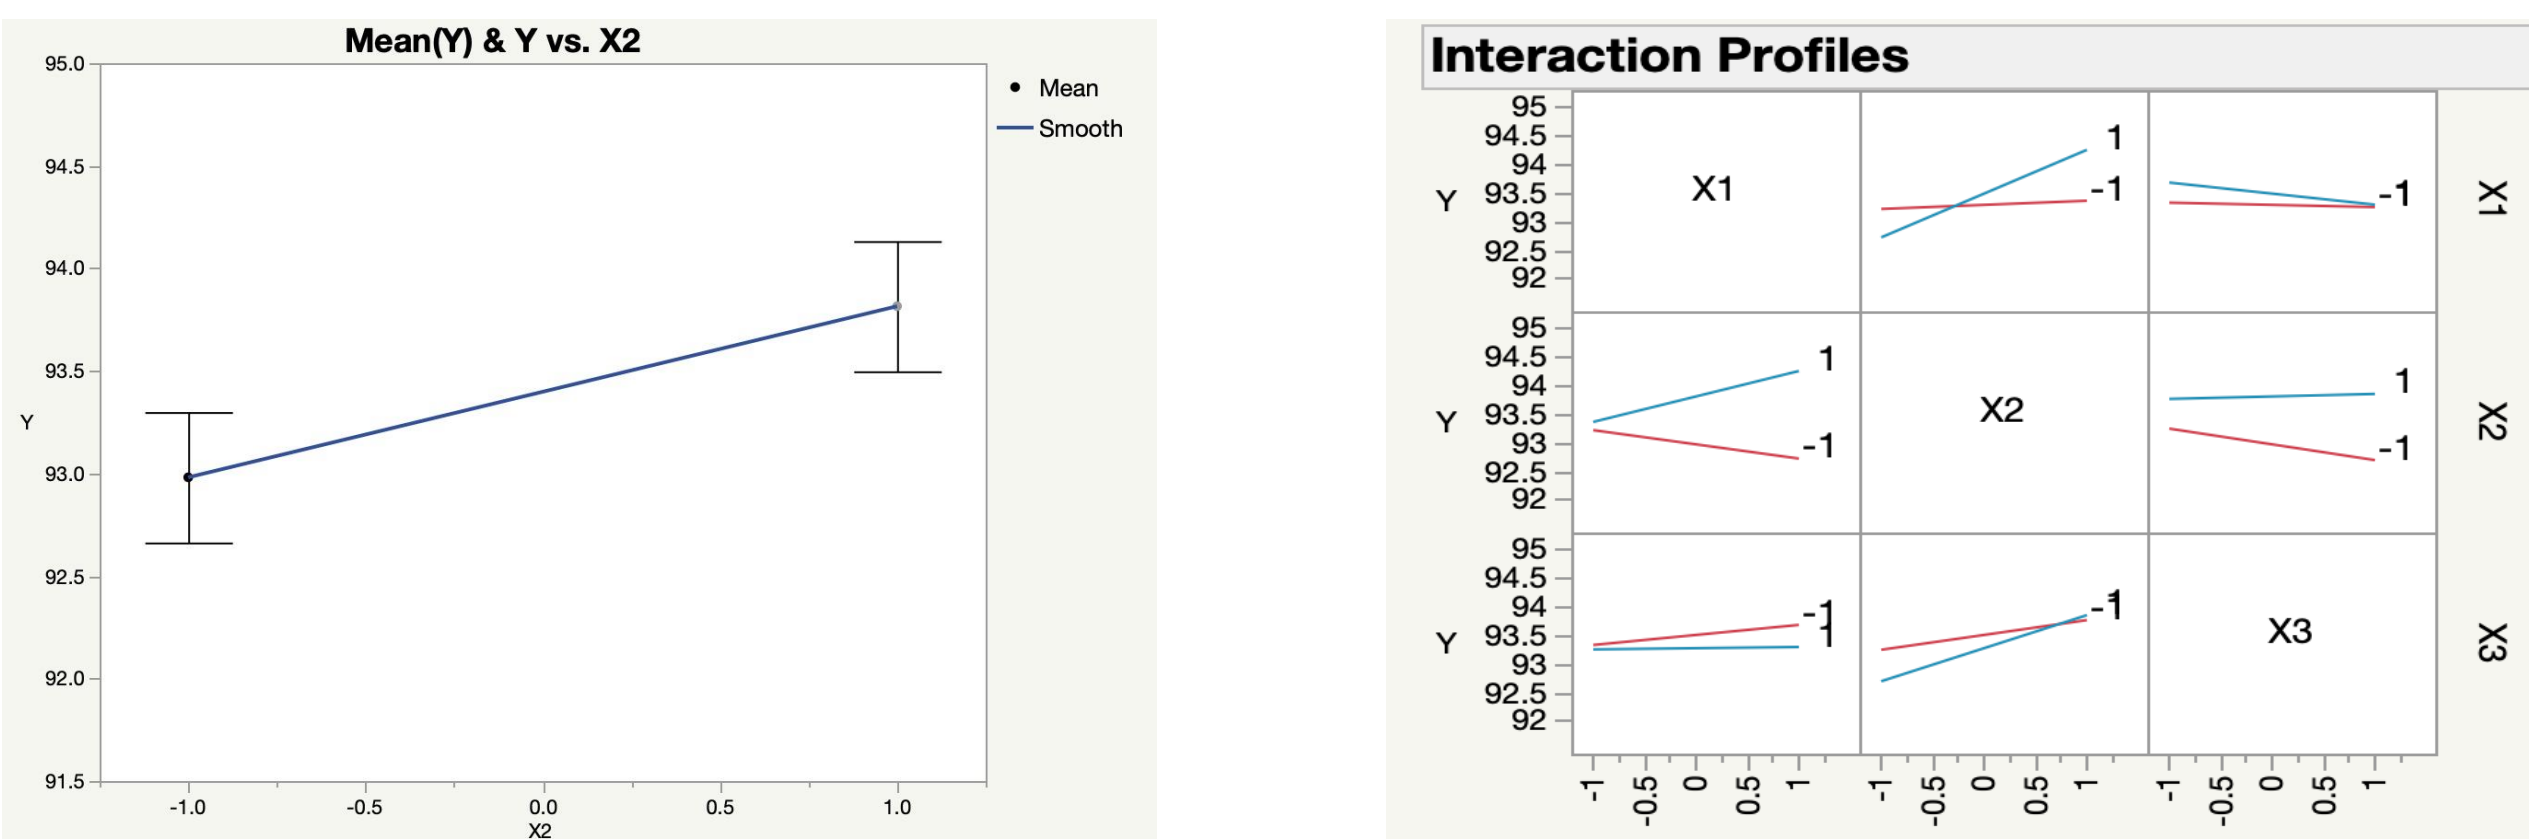 Mean(Y) & Y vs. X2
95.0
94.5
94.0
93.5
93.0
92.5
92.0
91.5
Y
-1.0 -0.5 0.0 0.5 1.0
X2
Mean
Smooth
Interaction Profiles
Y
95
94.5
94
93.5
93
92.5
92
X1
1
-1
-1
X1
Y
95
94.5
94
93.5
93
92.5
92
1
-1
X2
1
-1
X2
Y
95
94.5
94
93.5
93
92.5
92
-1
1
1
-1
X3
X3
-1 -0.5 0 0.5 1
-1 -0.5 0 0.5 1
-1 -0.5 0 0.5 1